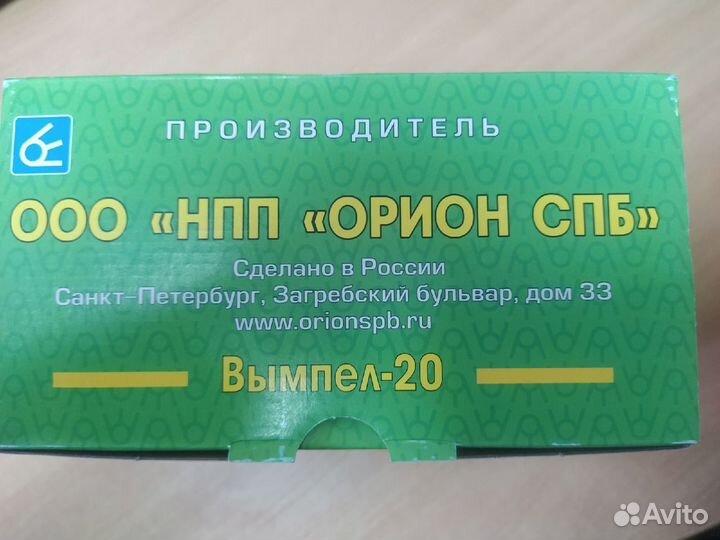 ПРОИЗВОДИТЕЛЬ
ООО «НПП «ОРИОН СПБ»
Сделано в России
Санкт-Петербург, Загребский бульвар, дом 33
www.orionspb.ru
Вымпел-20
Avito